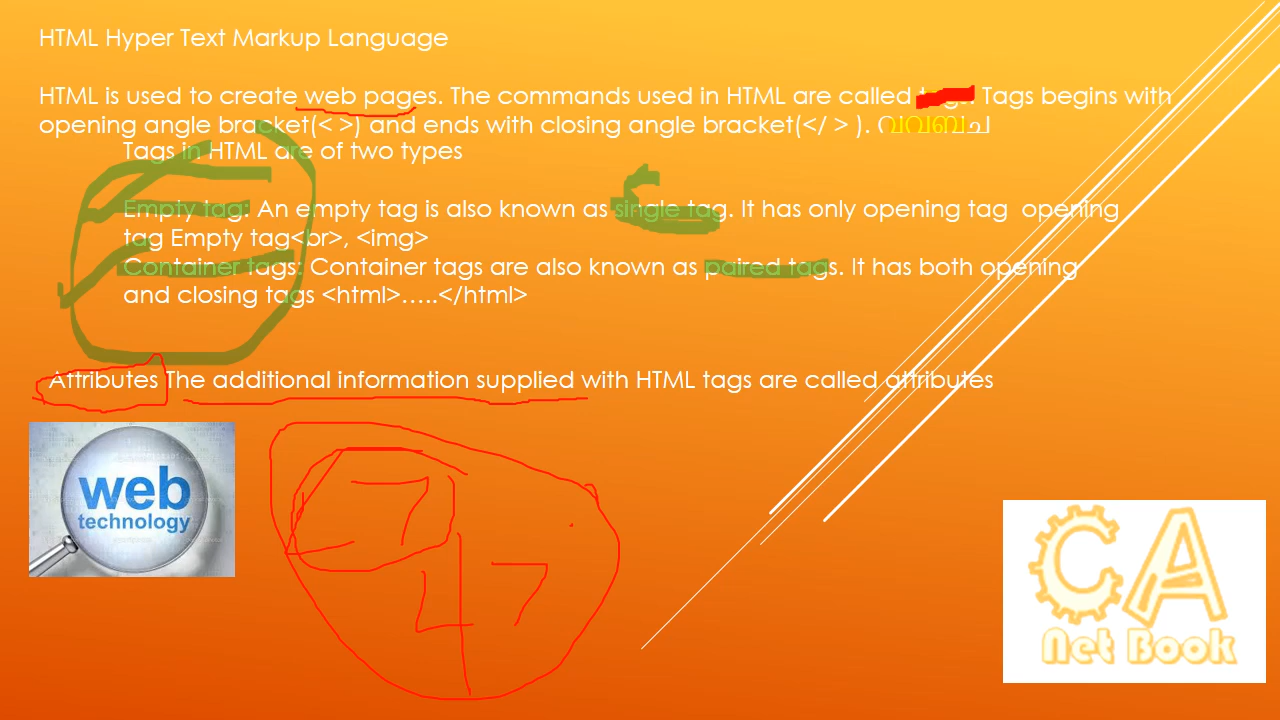 HTML Hyper Text Markup Language
HTML is used to create web pages. The commands used in HTML are called tags. Tags begins with
opening angle bracket(< >) and ends with closing angle bracket(</ > ).
Tags in HTML are of two types
Empty tag: An empty tag is also known as single tag. It has only opening tag  opening
tag Empty tag<br>, <img>
Container tags: Container tags are also known as paired tags. It has both opening
and closing tags <html>…..</html>
Attributes The additional information supplied with HTML tags are called attributes
web
technology
7
47
CA
Net Book